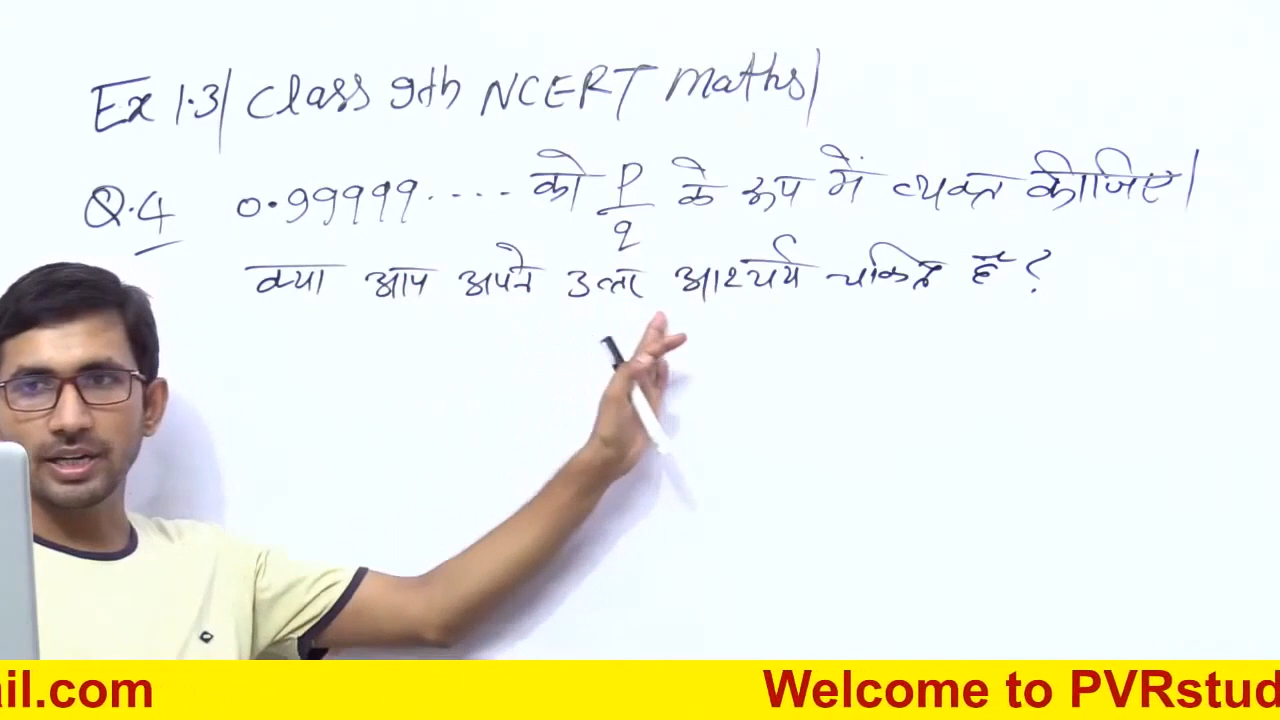 Ex 1.3| Class 9th NCERT Maths|
Q.4 0.99999.... को p/q के रूप में व्यक्त कीजिए|
क्या आप अपने उत्तर आश्चर्य चकित हैं ?
ail.com Welcome to PVRstud